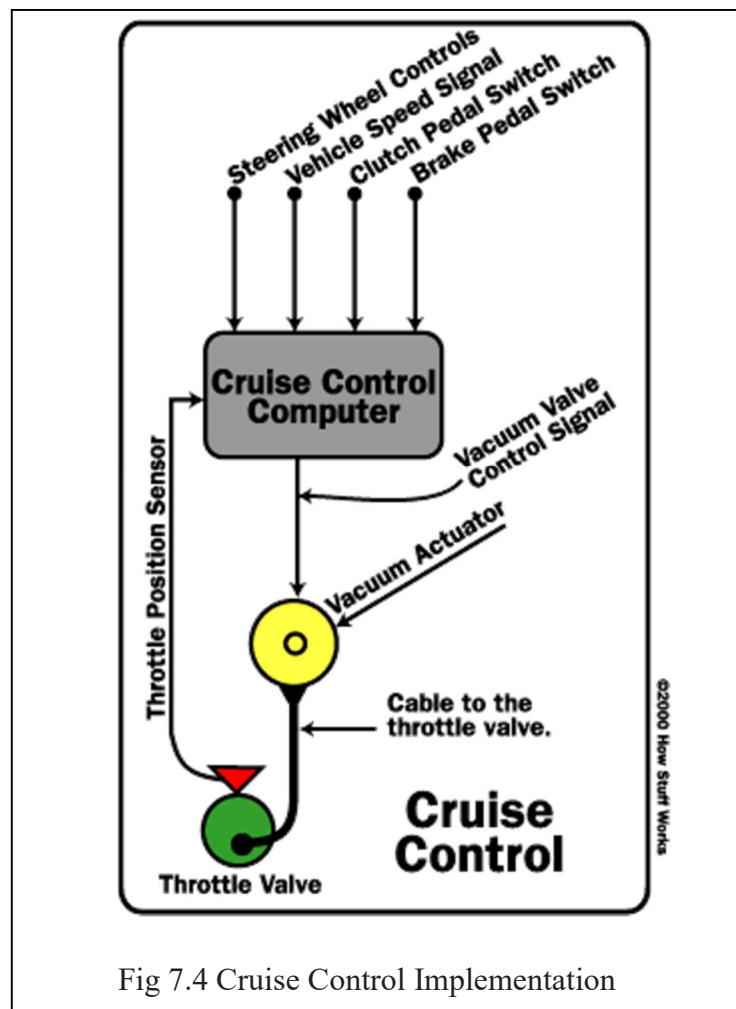 Steering Wheel Controls
Vehicle Speed Signal
Clutch Pedal Switch
Brake Pedal Switch
Cruise Control
Computer
Vacuum Valve
Control Signal
Throttle Position Sensor
Vacuum Actuator
Cable to the
throttle valve.
©2000 How Stuff Works
Cruise
Control
Throttle Valve
Fig 7.4 Cruise Control Implementation